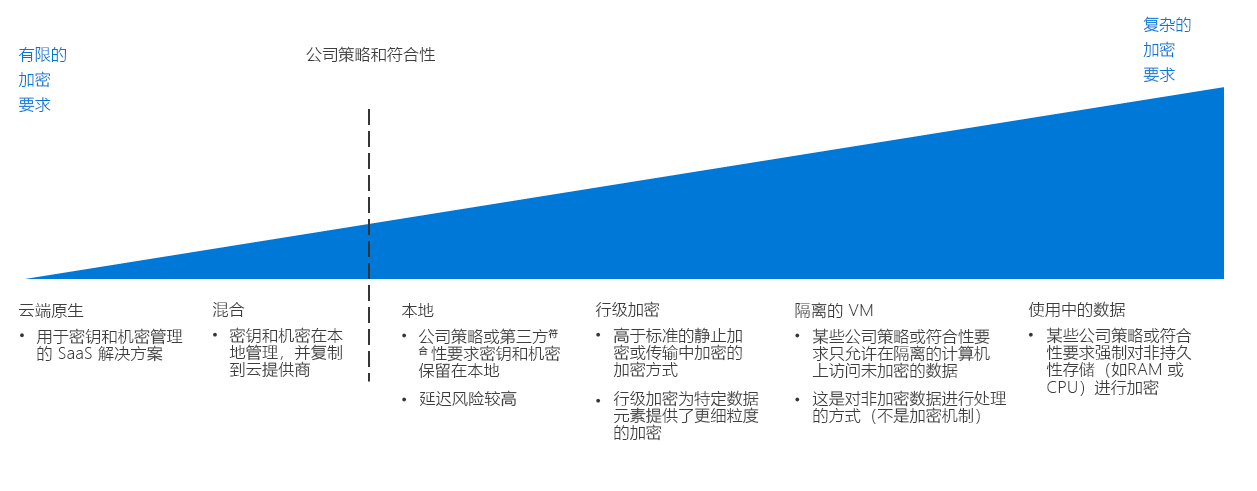 有限的
加密
要求
公司策略和符合性
复杂的
加密
要求
云端原生
• 用于密钥和机密管理
的 SaaS 解决方案
混合
• 密钥和机密在本
地管理，并复制
到云提供商
本地
• 公司策略或第三方符
合性要求密钥和机密
保留在本地
• 延迟风险较高
行级加密
• 高于标准的静止加
密或传输中加密的
加密方式
• 行级加密为特定数据
元素提供了更细粒度
的加密
隔离的 VM
• 某些公司策略或符合性要
求只允许在隔离的计算机
上访问未加密的数据
• 这是对非加密数据进行处理
的方式（不是加密机制）
使用中的数据
• 某些公司策略或符合
性要求强制对非持久
性存储（如RAM 或
CPU）进行加密